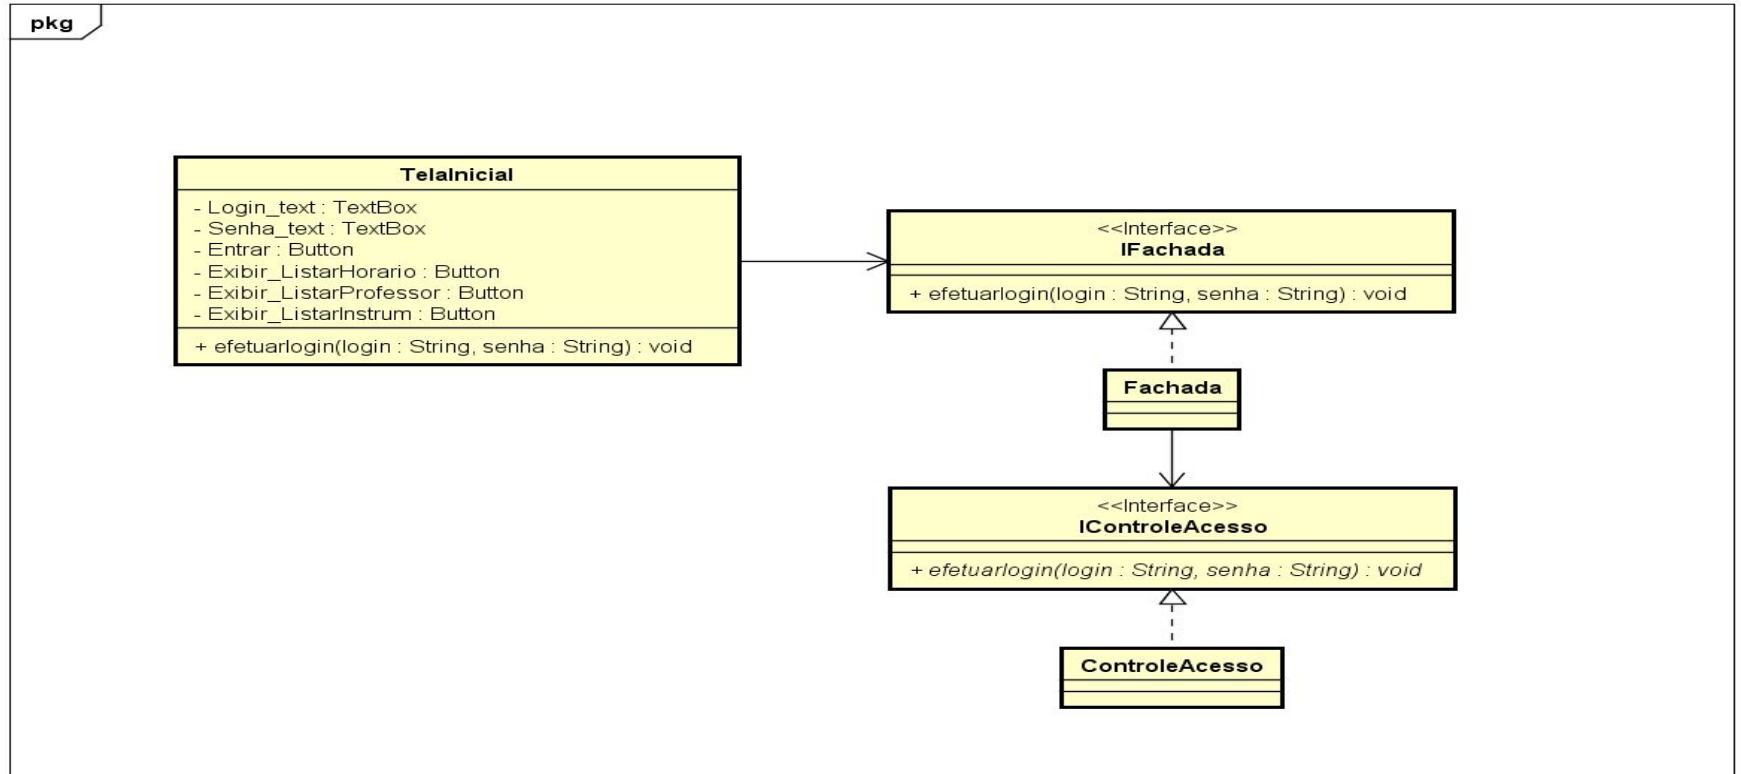 pkg
TelaInicial
- Login_text : TextBox
- Senha_text : TextBox
- Entrar : Button
- Exibir_ListarHorario : Button
- Exibir_ListarProfessor : Button
- Exibir_ListarInstrum : Button
+ efetuarlogin(login : String, senha : String) : void
<<Interface>>
IFachada
+ efetuarlogin(login : String, senha : String) : void
Fachada
<<Interface>>
IControleAcesso
+ efetuarlogin(login : String, senha : String) : void
ControleAcesso